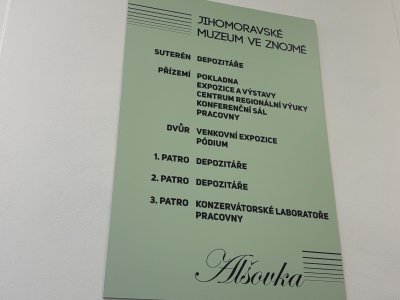 JIHOMORAVSKÉ
MUZEUM VE ZNOJMĚ
SUTERÉN DEPOZITÁŘE
PŘÍZEMÍ POKLADNA
EXPOZICE A VÝSTAVY
CENTRUM REGIONÁLNÍ VÝUKY
KONFERENČNÍ SÁL
PRACOVNY
DVŮR VENKOVNÍ EXPOZICE
PÓDIUM
1. PATRO DEPOZITÁŘE
2. PATRO DEPOZITÁŘE
3. PATRO KONZERVÁTORSKÉ LABORATOŘE
PRACOVNY
Alšovka